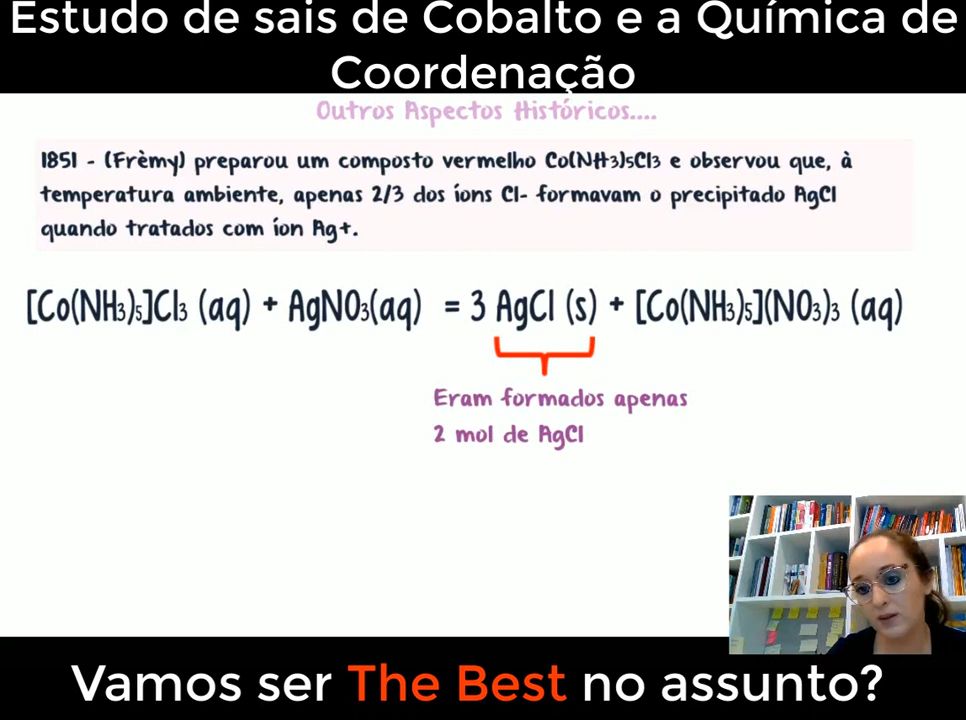 Estudo de sais de Cobalto e a Química de
Coordenação
Outros Aspectos Históricos....
1851 - (Frèmy) preparou um composto vermelho Co(NH3)5Cl3 e observou que, à
temperatura ambiente, apenas 2/3 dos íons Cl- formavam o precipitado AgCl
quando tratados com íon Ag+.
[Co(NH3)5]Cl3 (aq) + AgNO3(aq) = 3 AgCl (s) + [Co(NH3)5](NO3)3 (aq)
Eram formados apenas
2 mol de AgCl
Vamos ser The Best no assunto?